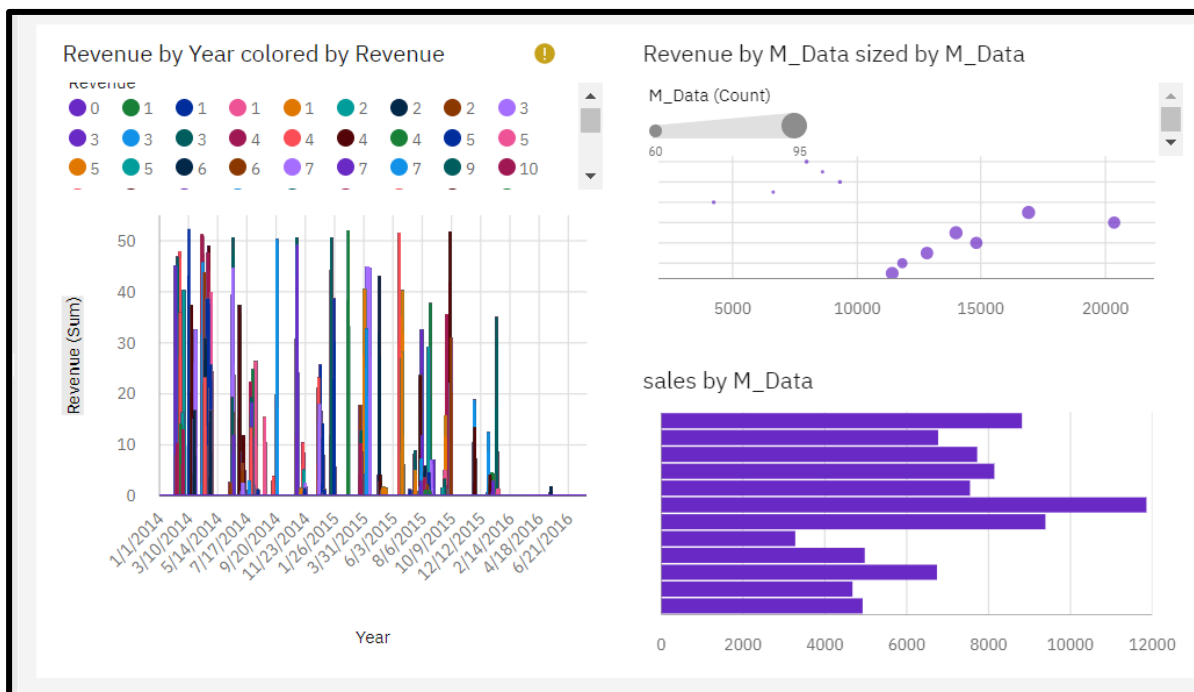 Revenue by Year colored by Revenue
Revenue
0 1 1 1 1 2 2 2 3
3 3 3 4 4 4 4 5 5
5 5 6 6 7 7 7 9 10
Revenue (Sum)
50
40
30
20
10
0
1/1/2014 3/10/2014 5/14/2014 7/17/2014 9/20/2014 11/23/2014 1/26/2015 3/31/2015 6/3/2015 8/6/2015 10/9/2015 12/12/2015 2/14/2016 4/18/2016 6/21/2016
Year
Revenue by M_Data sized by M_Data
M_Data (Count)
60 95
5000 10000 15000 20000
sales by M_Data
0 2000 4000 6000 8000 10000 12000